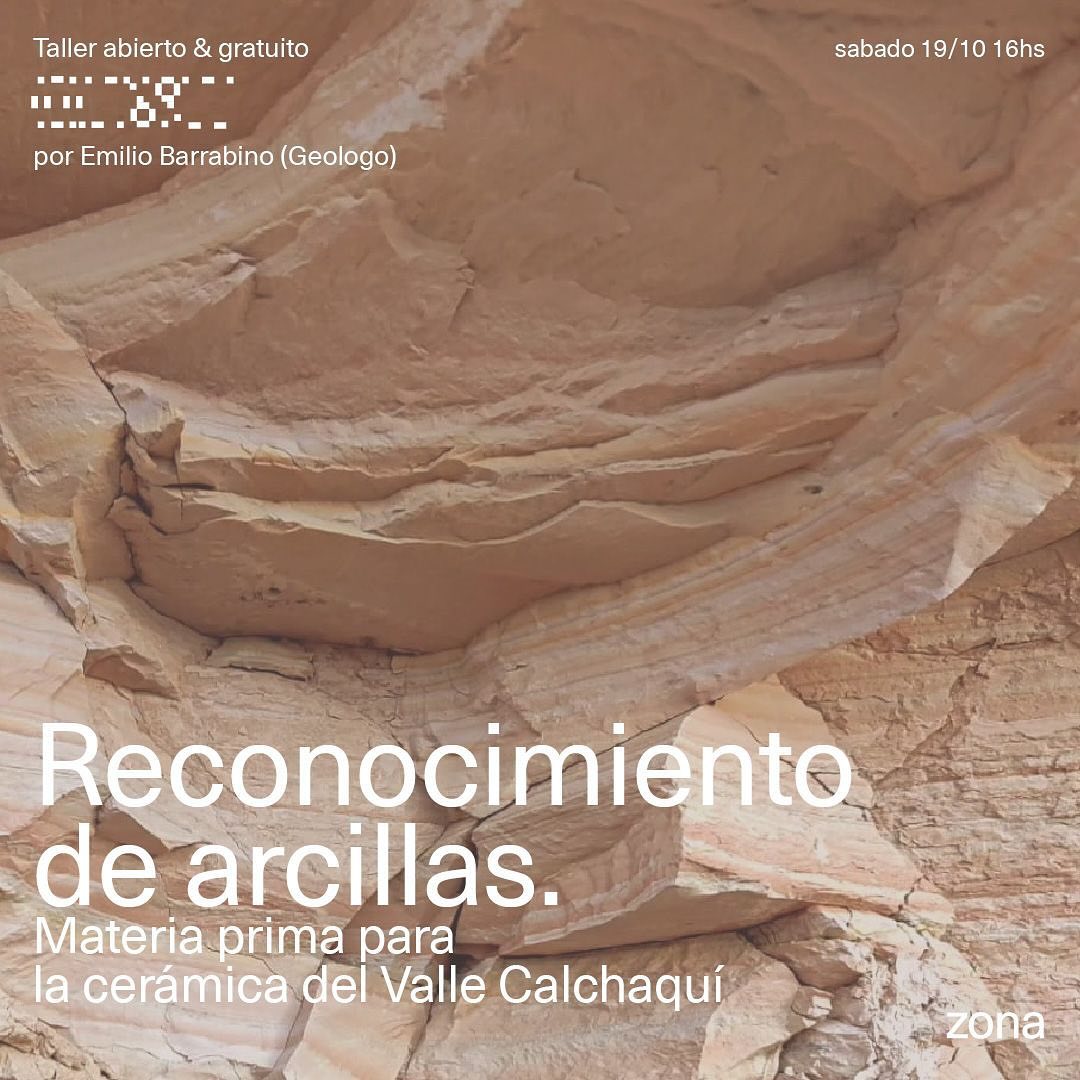 Taller abierto & gratuito
sabado 19/10 16hs
por Emilio Barrabino (Geologo)
Reconocimiento
de arcillas.
Materia prima para
la cerámica del Valle Calchaquí
zona